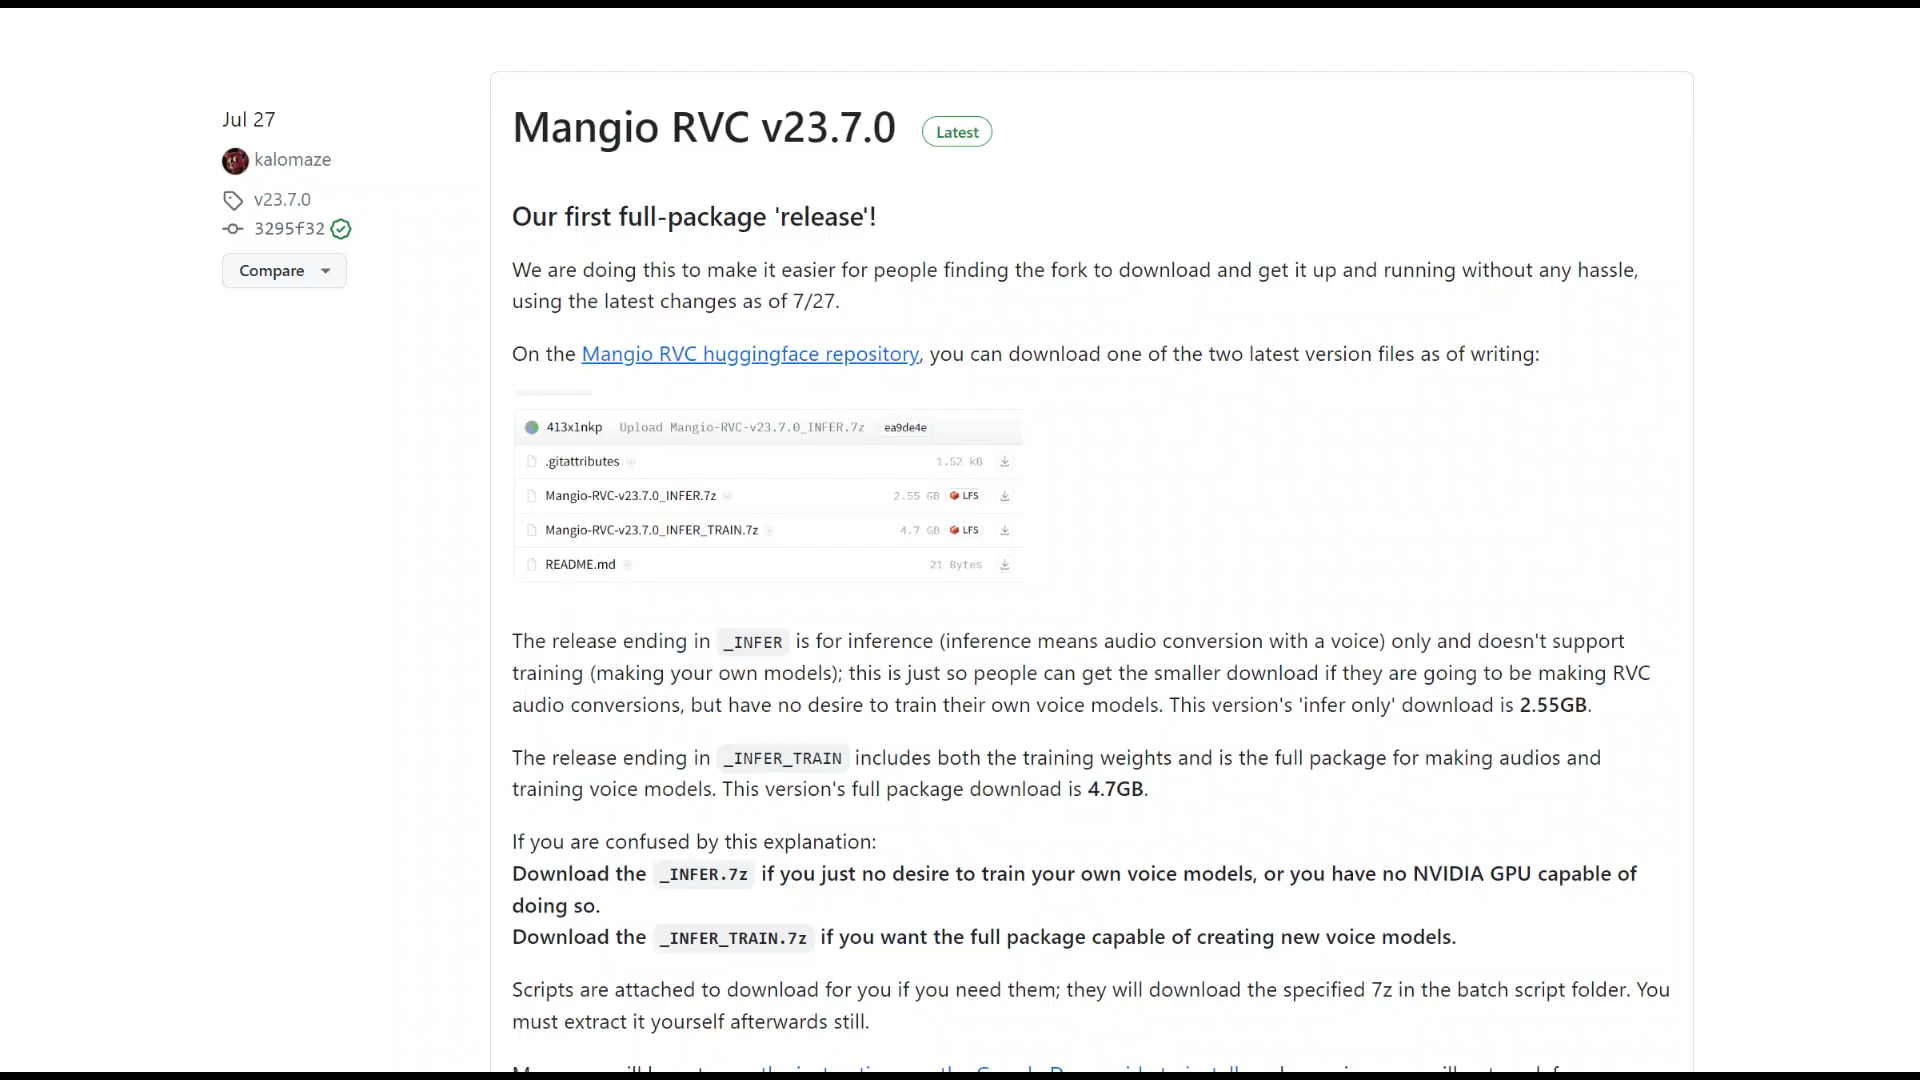 Jul 27
kalomaze
v23.7.0
3295f32
Compare
Mangio RVC v23.7.0 Latest
Our first full-package 'release'!
We are doing this to make it easier for people finding the fork to download and get it up and running without any hassle,
using the latest changes as of 7/27.
On the Mangio RVC huggingface repository, you can download one of the two latest version files as of writing:
413x1nkp Upload Mangio-RVC-v23.7.0_INFER.7z ea9de4e
.gitattributes 1.52 kB
Mangio-RVC-v23.7.0_INFER.7z 2.55 GB LFS
Mangio-RVC-v23.7.0_INFER_TRAIN.7z 4.7 GB LFS
README.md 21 Bytes
The release ending in _INFER is for inference (inference means audio conversion with a voice) only and doesn't support
training (making your own models); this is just so people can get the smaller download if they are going to be making RVC
audio conversions, but have no desire to train their own voice models. This version's 'infer only' download is 2.55GB.
The release ending in _INFER_TRAIN includes both the training weights and is the full package for making audios and
training voice models. This version's full package download is 4.7GB.
If you are confused by this explanation:
Download the _INFER.7z if you just no desire to train your own voice models, or you have no NVIDIA GPU capable of
doing so.
Download the _INFER_TRAIN.7z if you want the full package capable of creating new voice models.
Scripts are attached to download for you if you need them; they will download the specified 7z in the batch script folder. You
must extract it yourself afterwards still.